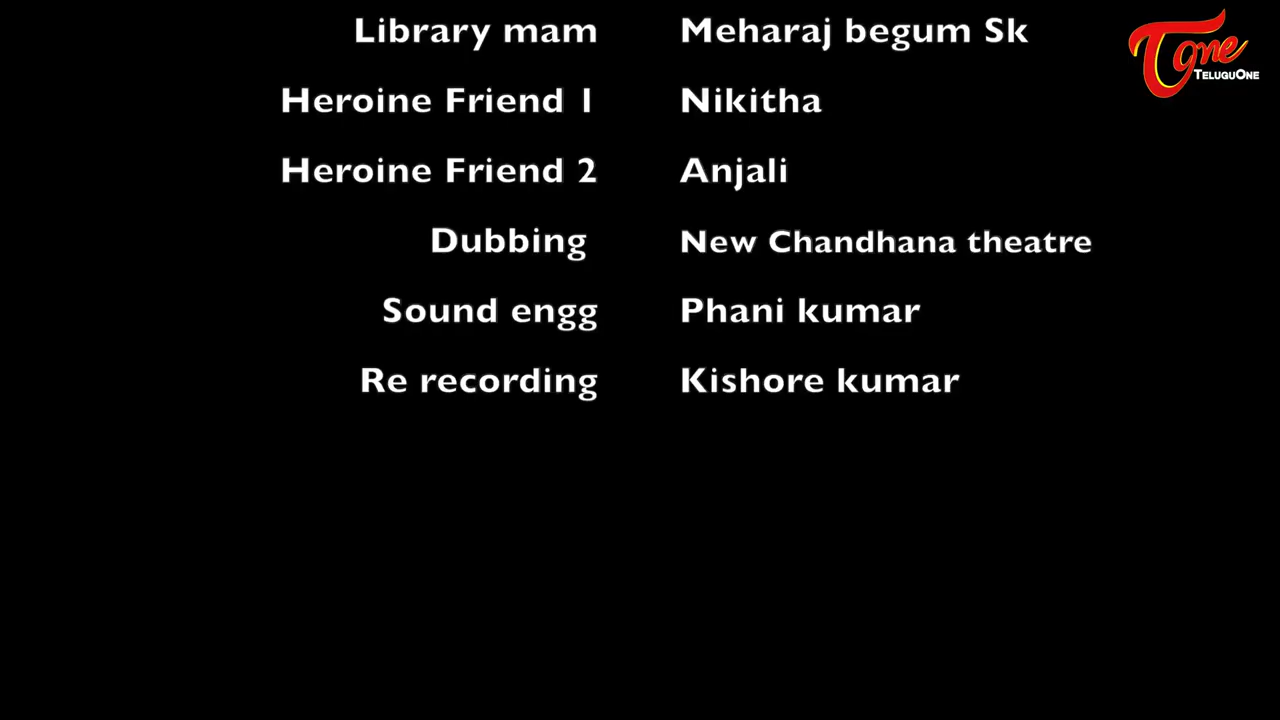 Library mam Meharaj begum Sk
Heroine Friend 1 Nikitha
Heroine Friend 2 Anjali
Dubbing New Chandhana theatre
Sound engg Phani kumar
Re recording Kishore kumar
Tone
TeluguOne